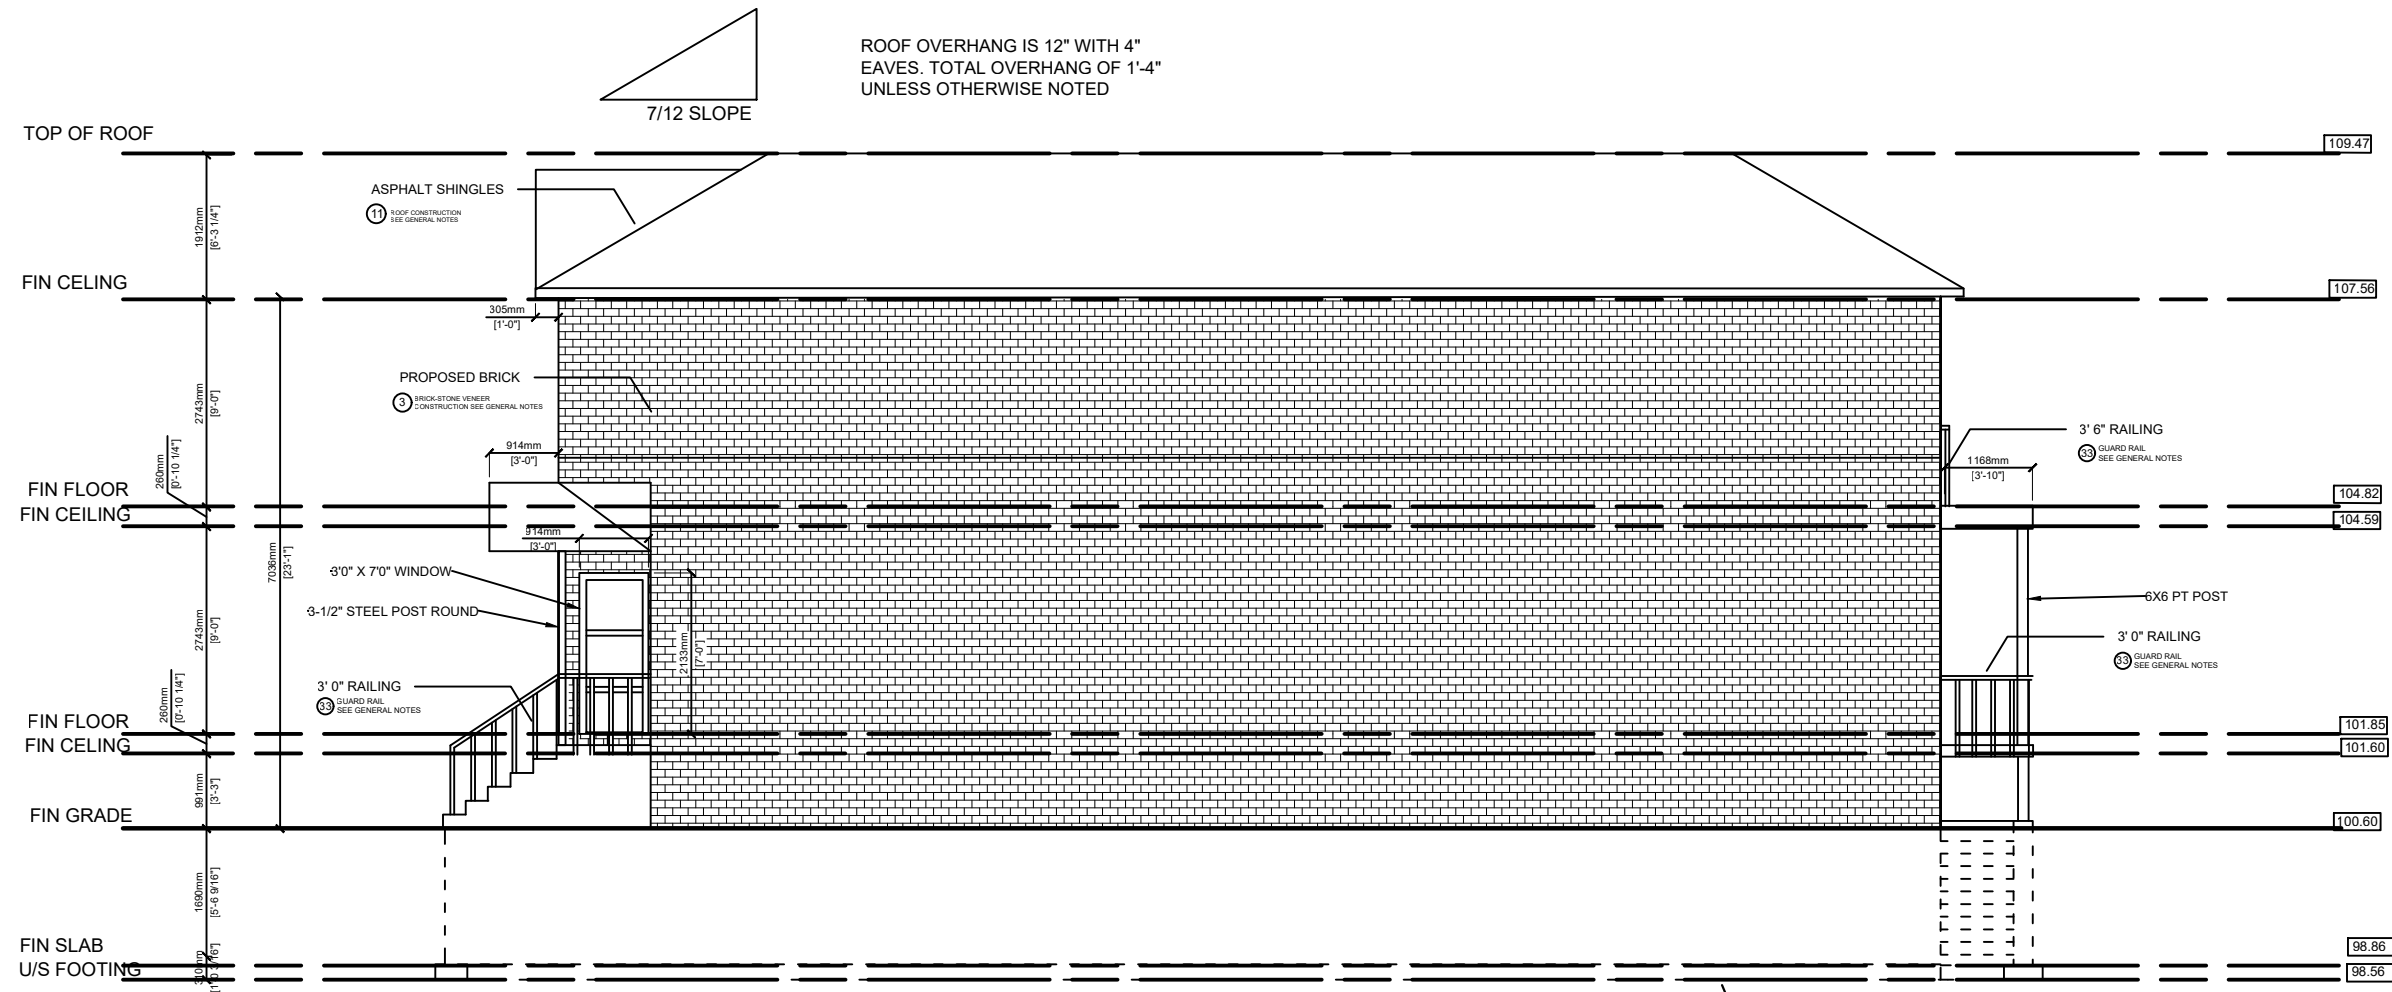 ROOF OVERHANG IS 12" WITH 4"
EAVES. TOTAL OVERHANG OF 1'-4"
UNLESS OTHERWISE NOTED
7/12 SLOPE
TOP OF ROOF
109.47
ASPHALT SHINGLES
11 ROOF CONSTRUCTION
SEE GENERAL NOTES
1912mm
[6'-3 1/4"]
FIN CELING
107.56
305mm
[1'-0"]
PROPOSED BRICK
3 BRICK-STONE VENEER
CONSTRUCTION SEE GENERAL NOTES
2743mm
[9'-0"]
3' 6" RAILING
33 GUARD RAIL
SEE GENERAL NOTES
914mm
[3'-0"]
1168mm
[3'-10"]
260mm
[0'-10 1/4"]
FIN FLOOR
104.82
FIN CEILING
104.59
914mm
[3'-0"]
7036mm
[23'-1"]
3'0" X 7'0" WINDOW
3-1/2" STEEL POST ROUND
6X6 PT POST
2743mm
[9'-0"]
2133mm
[7'-0"]
3' 0" RAILING
33 GUARD RAIL
SEE GENERAL NOTES
3' 0" RAILING
33 GUARD RAIL
SEE GENERAL NOTES
260mm
[0'-10 1/4"]
FIN FLOOR
101.85
FIN CELING
101.60
991mm
[3'-3"]
FIN GRADE
100.60
1690mm
[5'-6 9/16"]
FIN SLAB
98.86
U/S FOOTING
98.56